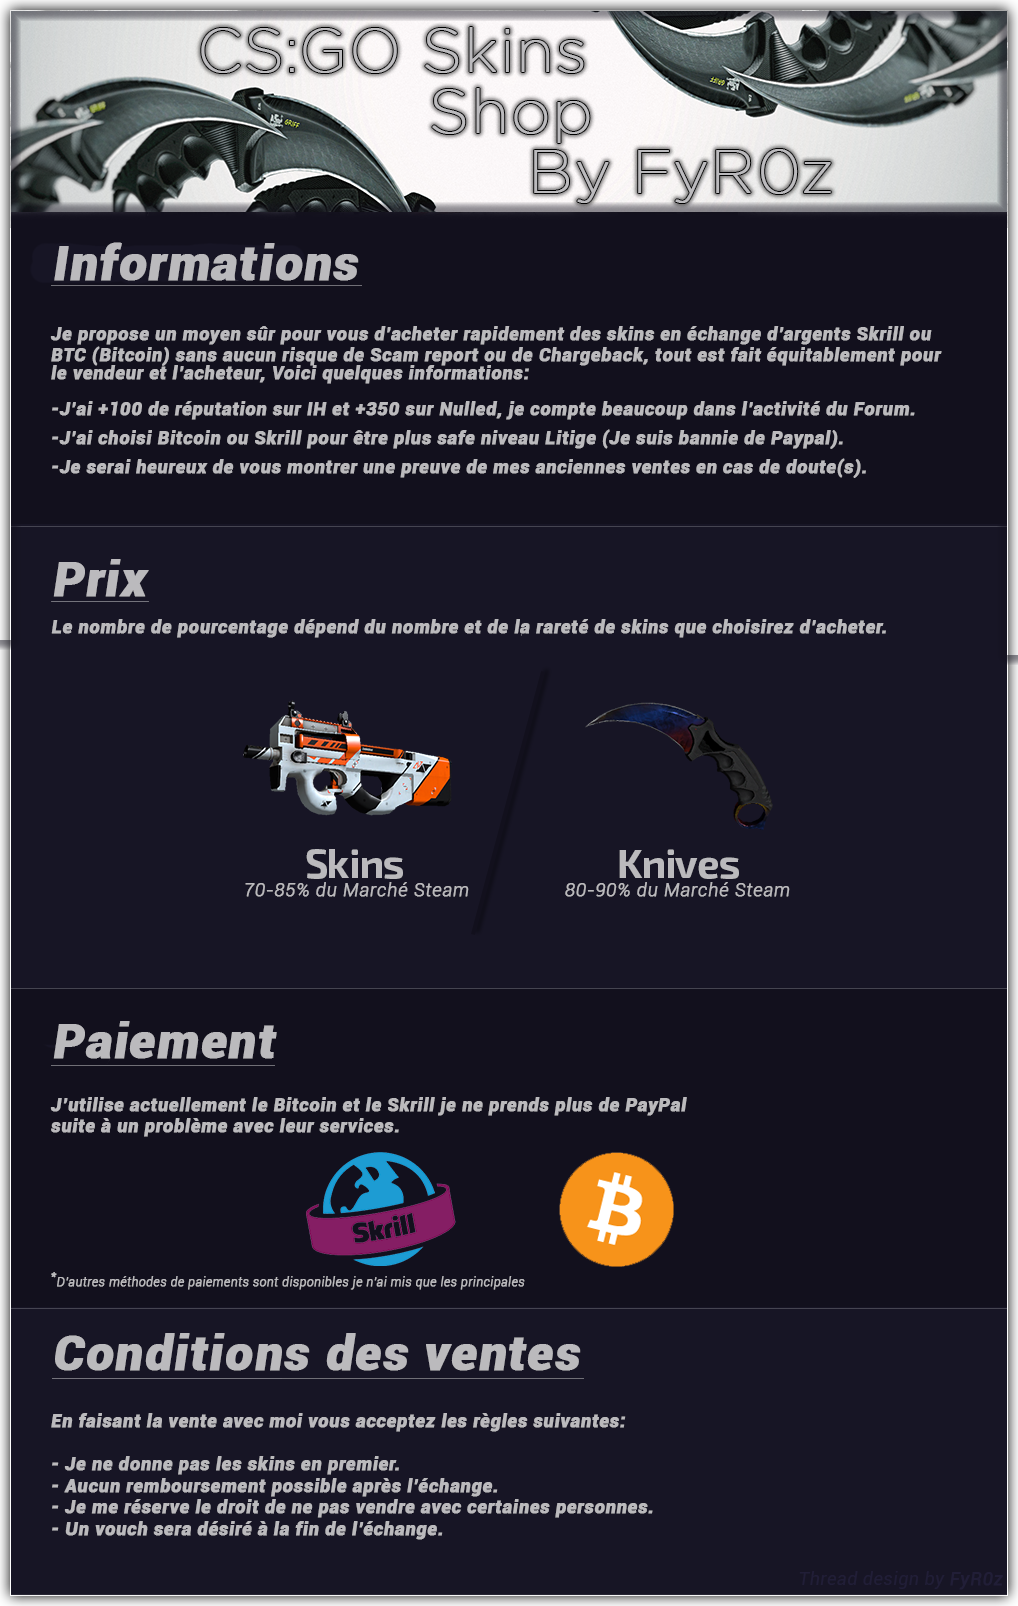 CS:GO Skins
Shop
By FyR0z
Informations
Je propose un moyen sûr pour vous d'acheter rapidement des skins en échange d'argents Skrill ou
BTC (Bitcoin) sans aucun risque de Scam report ou de Chargeback, tout est fait équitablement pour
le vendeur et l'acheteur, Voici quelques informations:
-J'ai +100 de réputation sur IH et +350 sur Nulled, je compte beaucoup dans l'activité du Forum.
-J'ai choisi Bitcoin ou Skrill pour être plus safe niveau Litige (Je suis bannie de Paypal).
-Je serai heureux de vous montrer une preuve de mes anciennes ventes en cas de doute(s).
Prix
Le nombre de pourcentage dépend du nombre et de la rareté de skins que choisirez d'acheter.
Skins
70-85% du Marché Steam
Knives
80-90% du Marché Steam
Paiement
J'utilise actuellement le Bitcoin et le Skrill je ne prends plus de PayPal
suite à un problème avec leur services.
Skrill
*D'autres méthodes de paiements sont disponibles je n'ai mis que les principales
Conditions des ventes
En faisant la vente avec moi vous acceptez les règles suivantes:
- Je ne donne pas les skins en premier.
- Aucun remboursement possible après l'échange.
- Je me réserve le droit de ne pas vendre avec certaines personnes.
- Un vouch sera désiré à la fin de l'échange.
Thread design by FyR0z